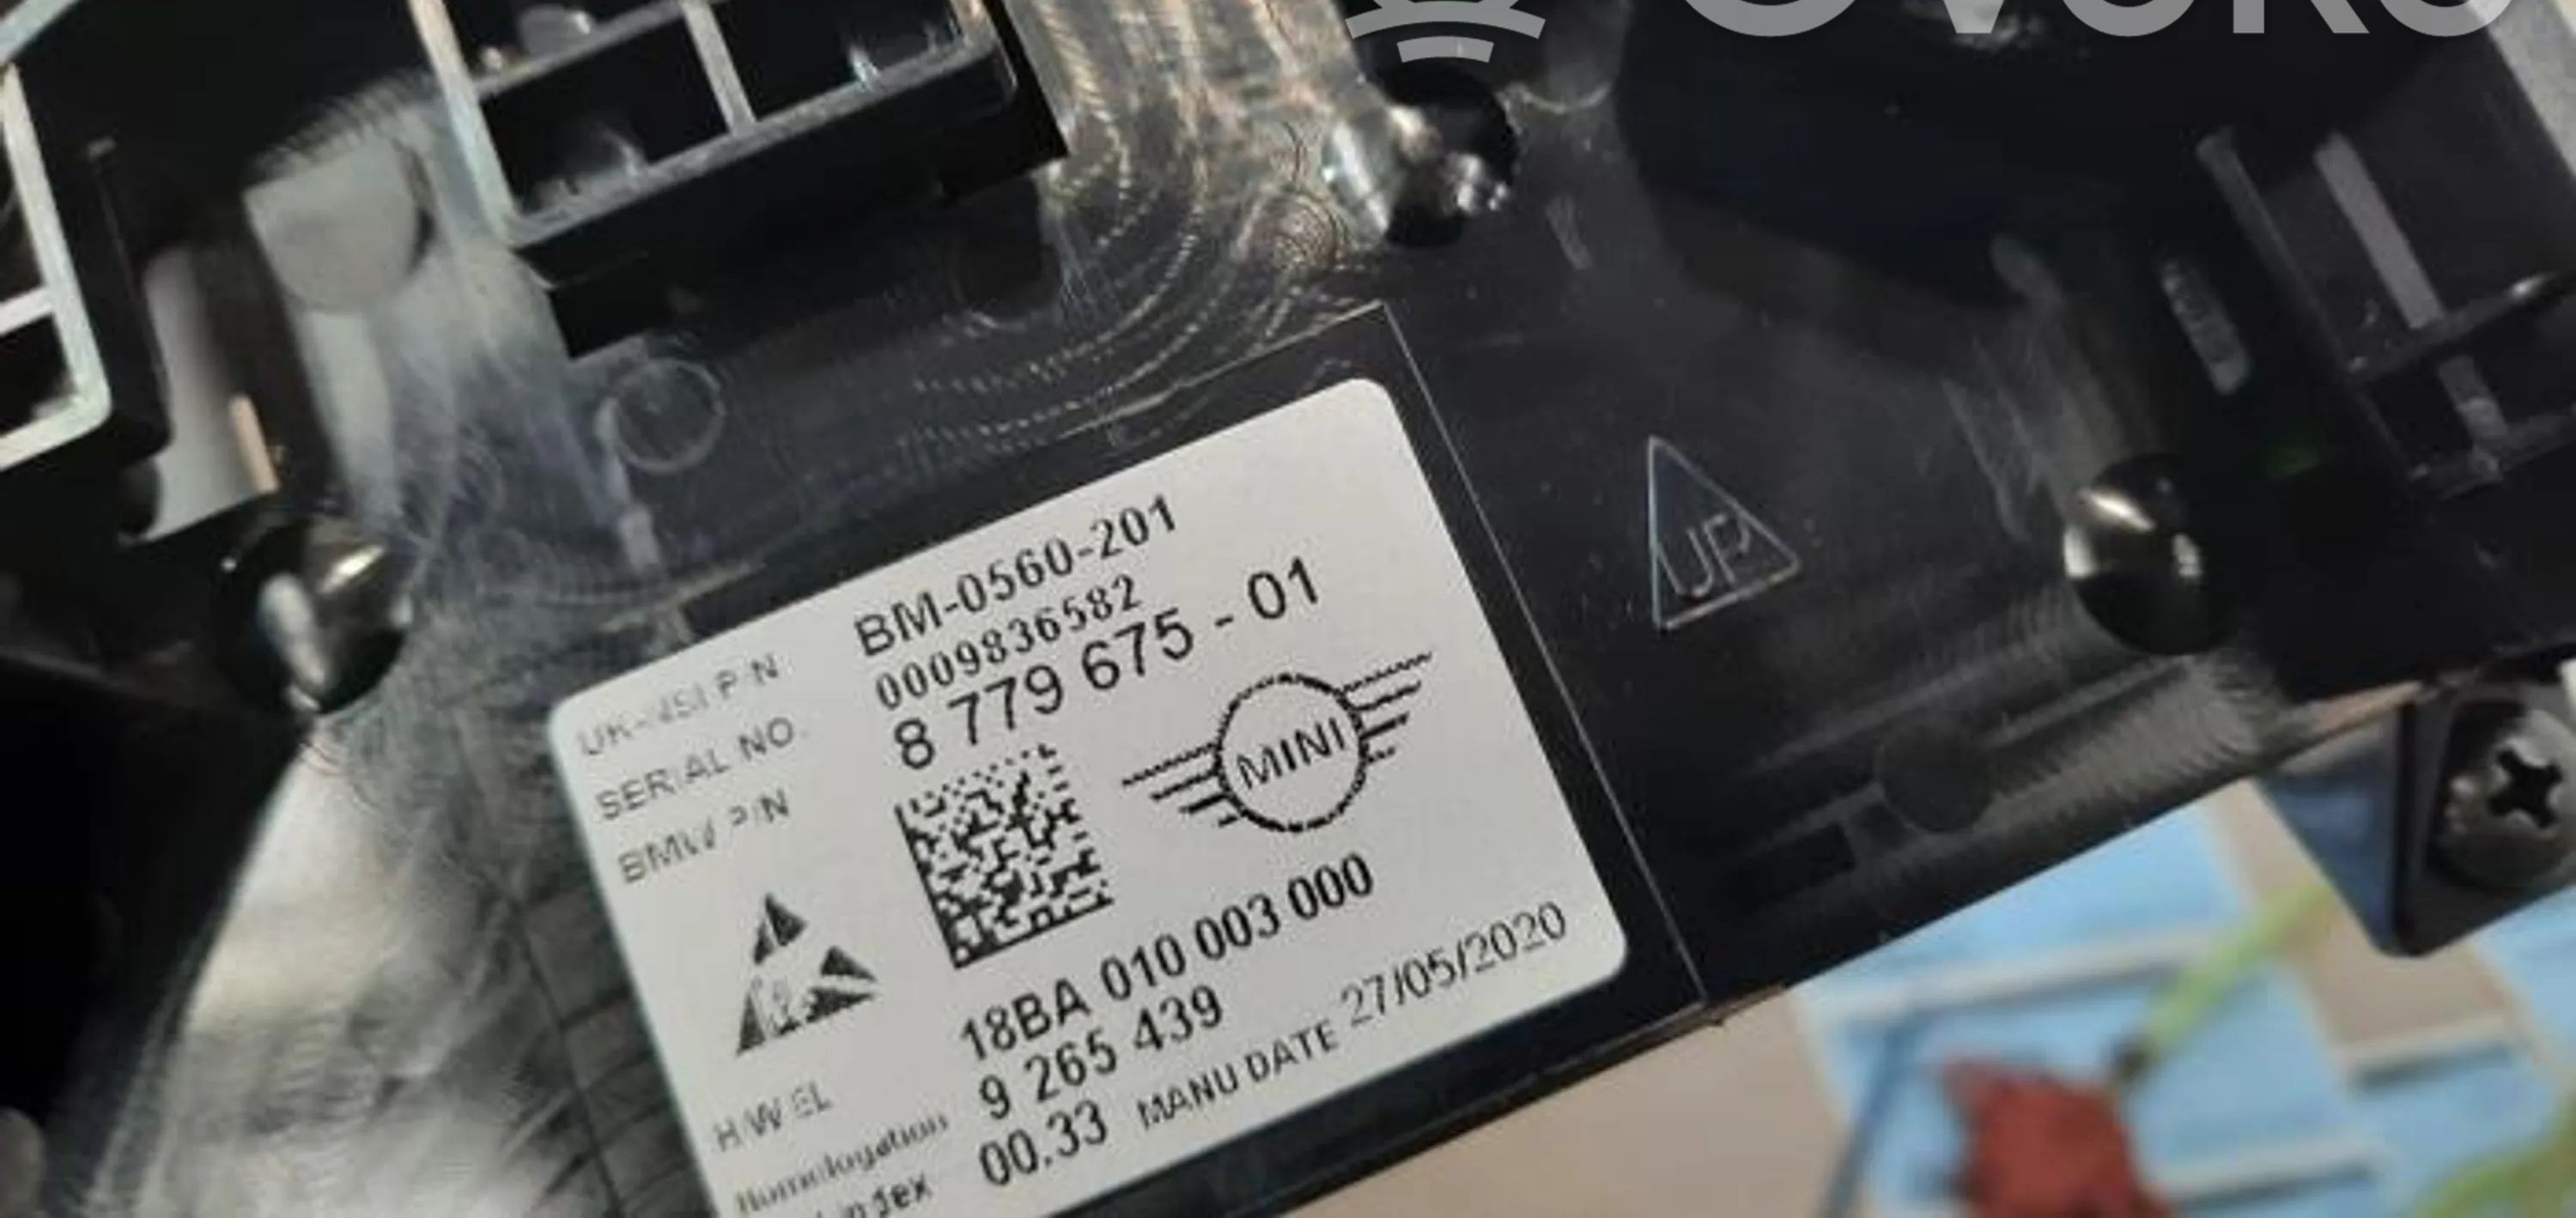 UK-NSI P/N BM-0560-201
SERIAL NO. 0009836582
BMW P/N 8 779 675 - 01
MINI
18BA 010 003 000
H/W EL 9 265 439
00.33 MANU DATE 27/05/2020
UP